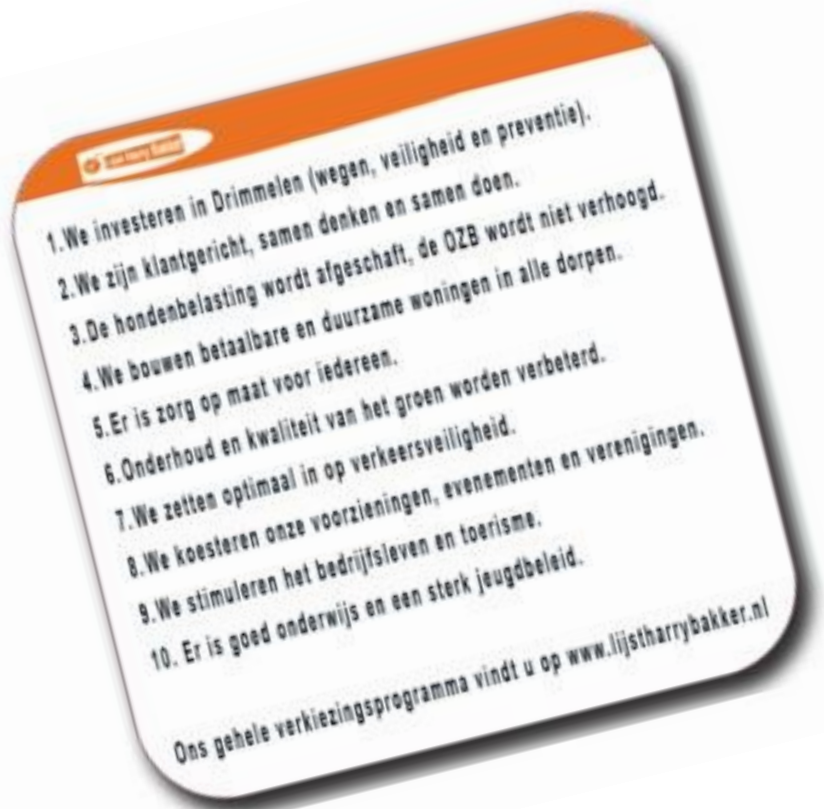 Lijst Harry Bakker
1.We investeren in Drimmelen (wegen, veiligheid en preventie).
2.We zijn klantgericht, samen denken en samen doen.
3.De hondenbelasting wordt afgeschaft, de OZB wordt niet verhoogd.
4.We bouwen betaalbare en duurzame woningen in alle dorpen.
5.Er is zorg op maat voor iedereen.
6.Onderhoud en kwaliteit van het groen worden verbeterd.
7.We zetten optimaal in op verkeersveiligheid.
8.We koesteren onze voorzieningen, evenementen en verenigingen.
9.We stimuleren het bedrijfsleven en toerisme.
10. Er is goed onderwijs en een sterk jeugdbeleid.
Ons gehele verkiezingsprogramma vindt u op www.lijstharrybakker.nl